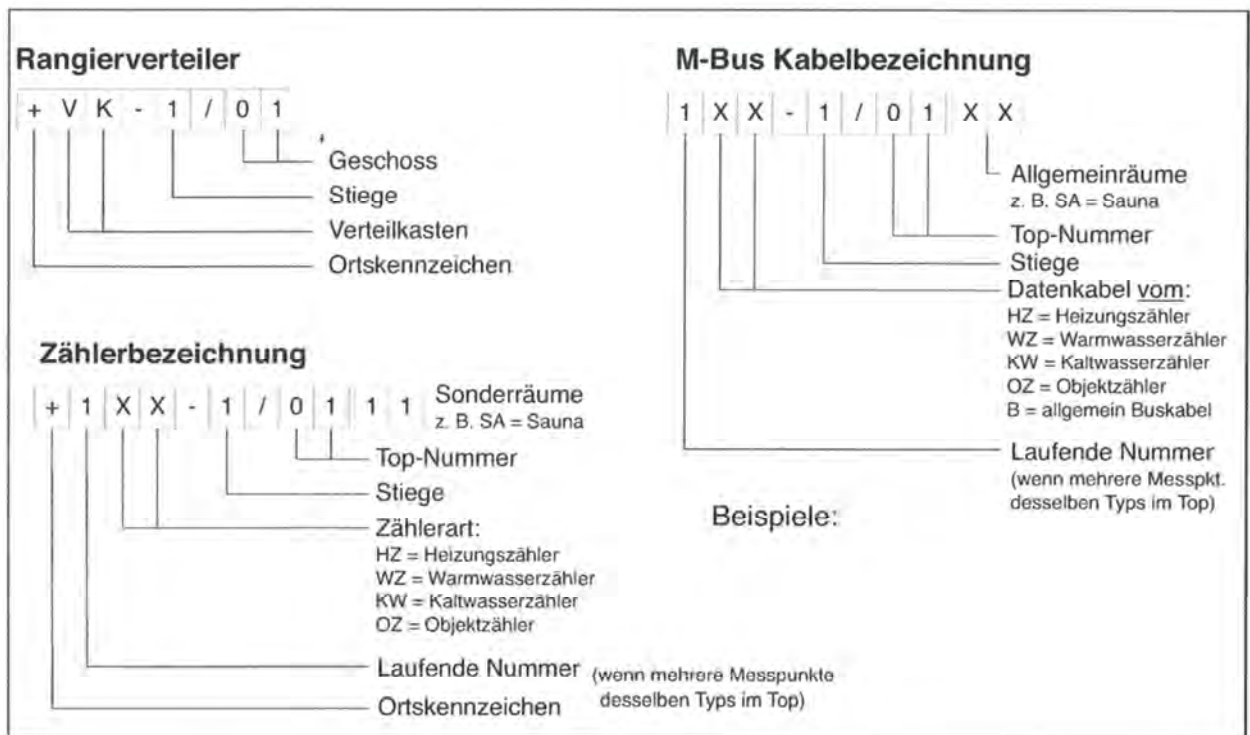 Rangierverteiler
+ V K - 1 / 0 1
Geschoss
Stiege
Verteilkasten
Ortskennzeichen
Zählerbezeichnung
+ 1 X X - 1 / 0 1 1 1 Sonderräume
z. B. SA = Sauna
Top-Nummer
Stiege
Zählerart:
HZ = Heizungszähler
WZ = Warmwasserzähler
KW = Kaltwasserzähler
OZ = Objektzähler
Laufende Nummer (wenn mehrere Messpunkte
desselben Typs im Top)
Ortskennzeichen
M-Bus Kabelbezeichnung
1 X X - 1 / 0 1 X X
Allgemeinräume
z. B. SA = Sauna
Top-Nummer
Stiege
Datenkabel vom:
HZ = Heizungszähler
WZ = Warmwasserzähler
KW = Kaltwasserzähler
OZ = Objektzähler
B = allgemein Buskabel
Laufende Nummer
(wenn mehrere Messpkt.
desselben Typs im Top)
Beispiele: